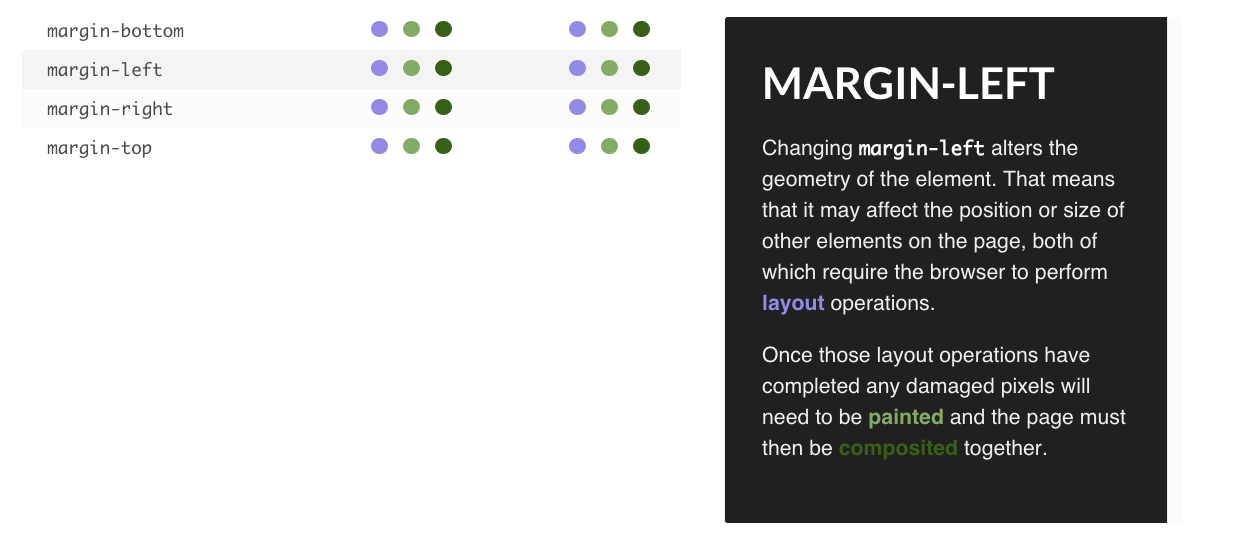 margin-bottom
margin-left
margin-right
margin-top
MARGIN-LEFT
Changing margin-left alters the
geometry of the element. That means
that it may affect the position or size of
other elements on the page, both of
which require the browser to perform
layout operations.
Once those layout operations have
completed any damaged pixels will
need to be painted and the page must
then be composited together.